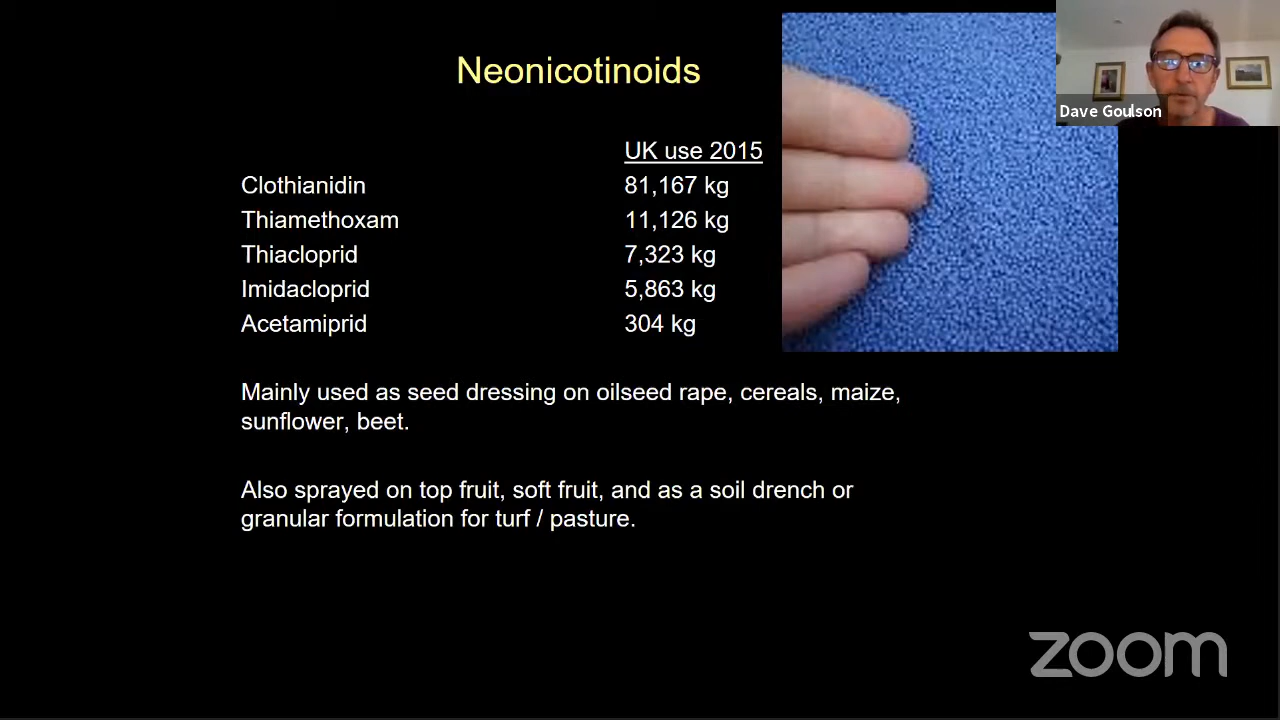 Neonicotinoids
Dave Goulson
UK use 2015
Clothianidin 81,167 kg
Thiamethoxam 11,126 kg
Thiacloprid 7,323 kg
Imidacloprid 5,863 kg
Acetamiprid 304 kg
Mainly used as seed dressing on oilseed rape, cereals, maize,
sunflower, beet.
Also sprayed on top fruit, soft fruit, and as a soil drench or
granular formulation for turf / pasture.
zoom